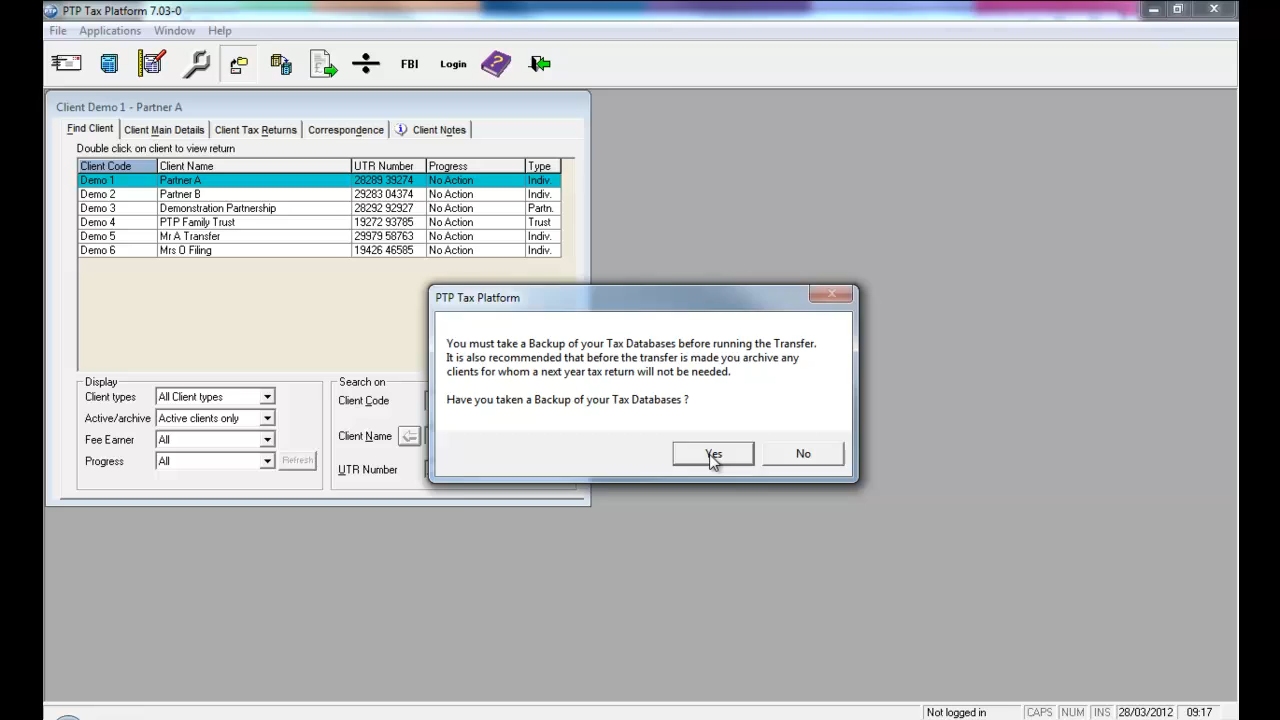 PTP Tax Platform 7.03-0
File Applications Window Help
FBI Login
Client Demo 1 - Partner A
Find Client Client Main Details Client Tax Returns Correspondence Client Notes
Double click on client to view return
Client Code Client Name UTR Number Progress Type
Demo 1 Partner A 28289 39274 No Action Indiv.
Demo 2 Partner B 29283 04374 No Action Indiv.
Demo 3 Demonstration Partnership 28292 92927 No Action Partn.
Demo 4 PTP Family Trust 19272 93785 No Action Trust
Demo 5 Mr A Transfer 29979 58763 No Action Indiv.
Demo 6 Mrs O Filing 19426 46585 No Action Indiv.
PTP Tax Platform
You must take a Backup of your Tax Databases before running the Transfer.
It is also recommended that before the transfer is made you archive any
clients for whom a next year tax return will not be needed.
Have you taken a Backup of your Tax Databases ?
Yes No
Display
Client types All Client types
Active/archive Active clients only
Fee Earner All
Progress All Refresh
Search on
Client Code
Client Name
UTR Number
Not logged in CAPS NUM INS 28/03/2012 09:17